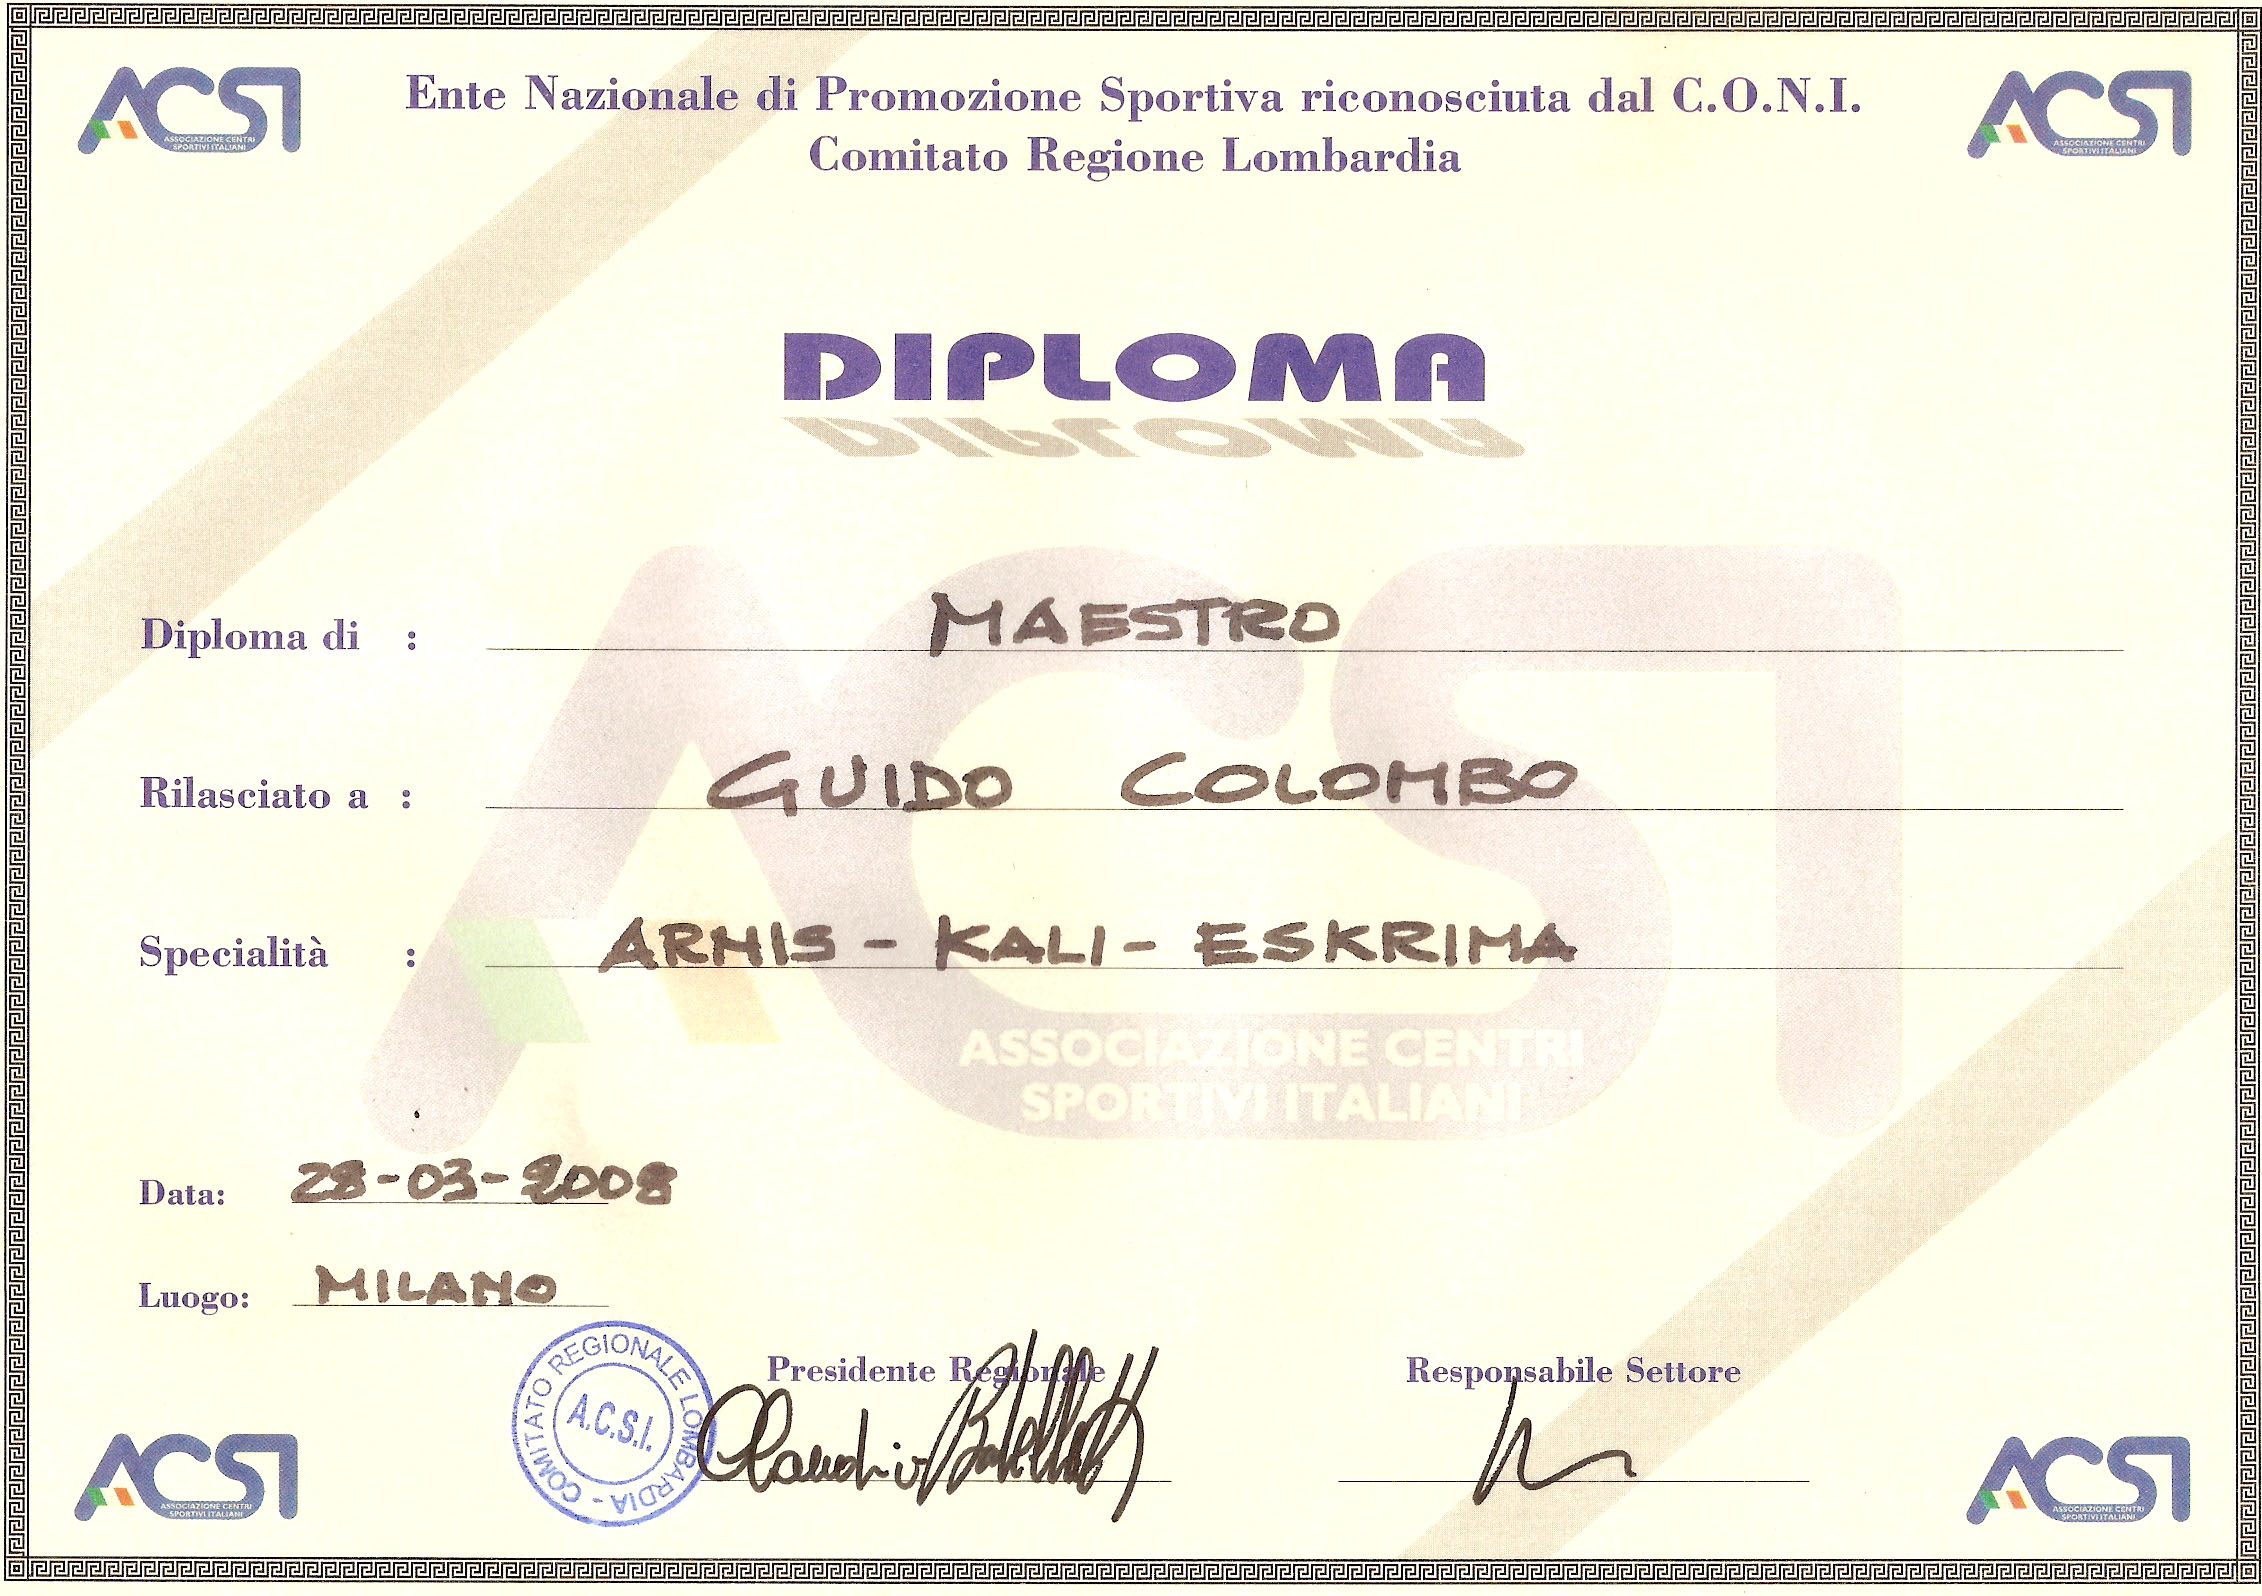 ACSI
ASSOCIAZIONE CENTRI
SPORTIVI ITALIANI
Ente Nazionale di Promozione Sportiva riconosciuta dal C.O.N.I.
Comitato Regione Lombardia
ACSI
ASSOCIAZIONE CENTRI
SPORTIVI ITALIANI
DIPLOMA
Diploma di : MAESTRO
Rilasciato a : GUIDO COLOMBO
Specialità : ARNIS - KALI - ESKRIMA
ACSI
ASSOCIAZIONE CENTRI
SPORTIVI ITALIANI
Data: 28-03-2008
Luogo: MILANO
COMITATO REGIONALE LOMBARDIA -
A.C.S.I.
Presidente Regionale
Claudio
Responsabile Settore
ACSI
ASSOCIAZIONE CENTRI
SPORTIVI ITALIANI
ACSI
ASSOCIAZIONE CENTRI
SPORTIVI ITALIANI